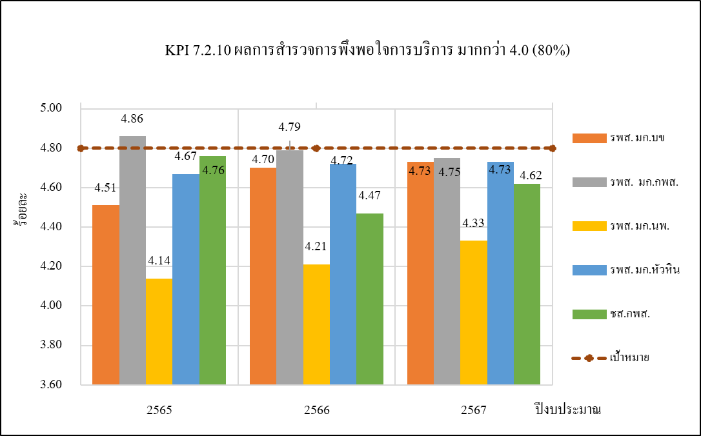 KPI 7.2.10 ผลการสำรวจการพึงพอใจการบริการ มากกว่า 4.0 (80%)
ร้อยละ
5.00
4.80
4.60
4.40
4.20
4.00
3.80
3.60
4.51
4.86
4.14
4.67
4.76
4.70
4.79
4.21
4.72
4.47
4.73
4.75
4.33
4.73
4.62
2565
2566
2567
ปีงบประมาณ
รพส. มก.บข
รพส. มก.กพส.
รพส. มก.นพ.
รพส. มก.หัวหิน
ชส.กพส.
เป้าหมาย